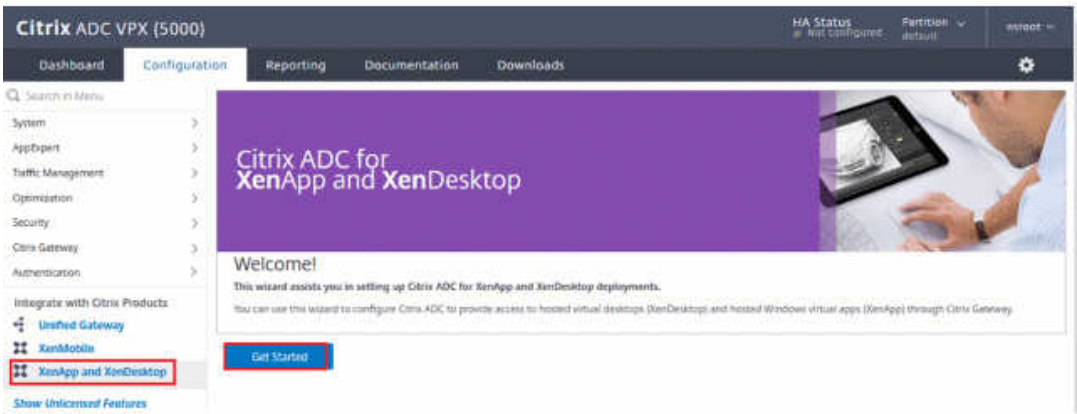 Citrix ADC VPX (5000)
HA Status
Not configured
Partition
default
nsroot
Dashboard Configuration Reporting Documentation Downloads
Search in Menu
System
AppExpert
Traffic Management
Optimization
Security
Citrix Gateway
Authentication
Integrate with Citrix Products
Unified Gateway
XenMobile
XenApp and XenDesktop
Show Unlicensed Features
Citrix ADC for
XenApp and XenDesktop
Welcome!
This wizard assists you in setting up Citrix ADC for XenApp and XenDesktop deployments.
You can use this wizard to configure Citrix ADC to provide access to hosted virtual desktops (XenDesktop) and hosted Windows virtual apps (XenApp) through Citrix Gateway.
Get Started